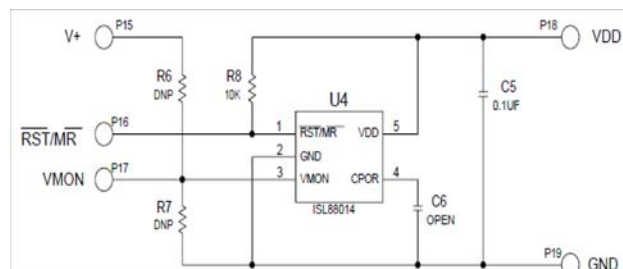 P15
V+
P18
VDD
R6
DNP
R8
10K
U4
C5
0.1UF
P16
RST/MR
1
RST/MR
VDD
5
2
GND
P17
VMON
3
VMON
CPOR
4
ISL88014
R7
DNP
C6
OPEN
P19
GND